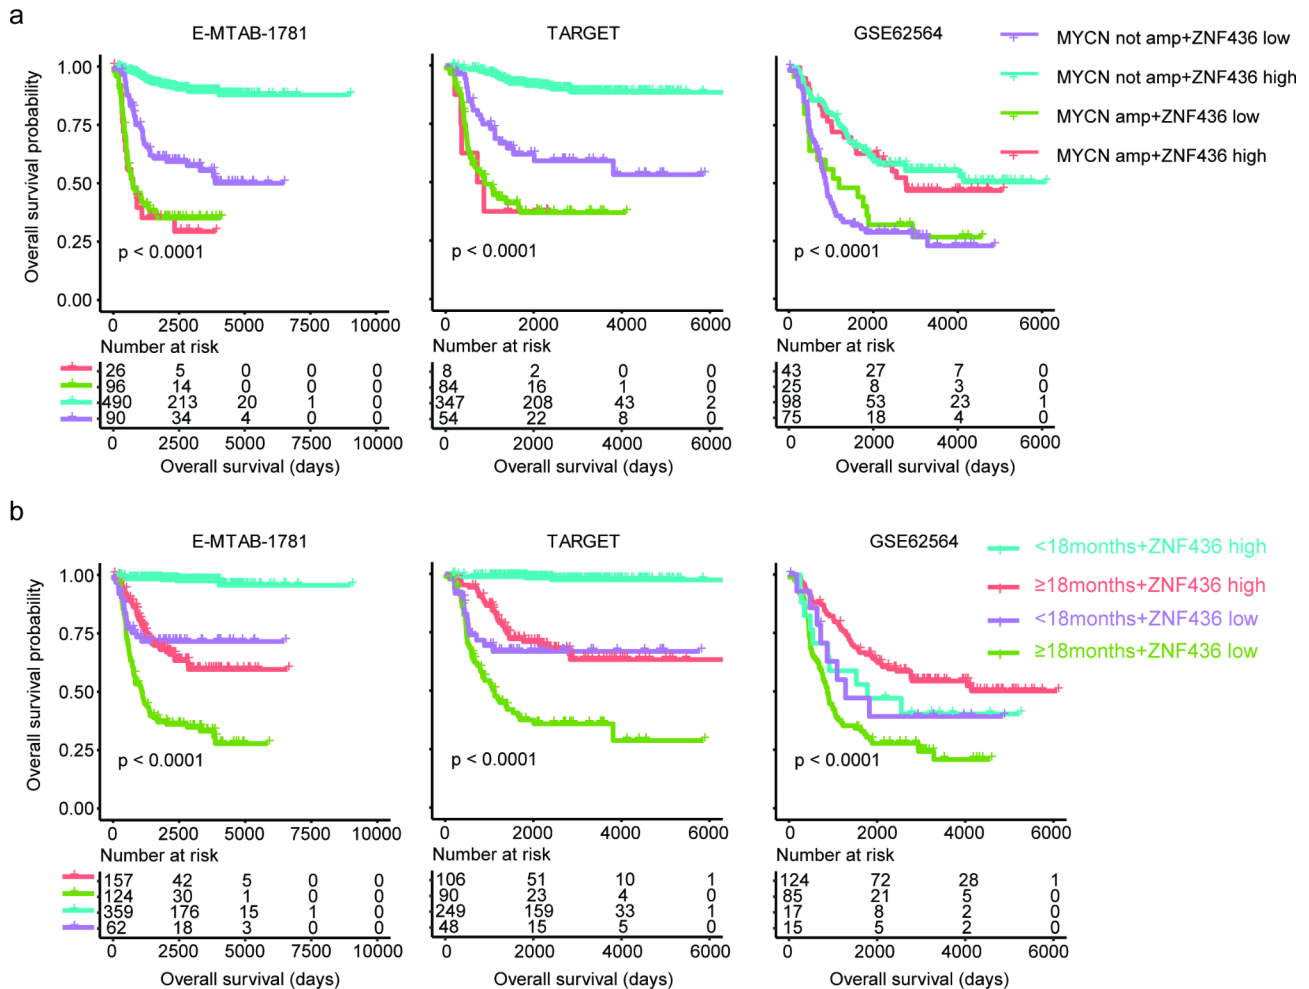 a
E-MTAB-1781
TARGET
GSE62564
MYCN not amp+ZNF436 low
MYCN not amp+ZNF436 high
MYCN amp+ZNF436 low
MYCN amp+ZNF436 high
Overall survival probability
1.00
0.75
0.50
0.25
0.00
p < 0.0001
p < 0.0001
p < 0.0001
0 2500 5000 7500 10000
0 2000 4000 6000
0 2000 4000 6000
Number at risk
Number at risk
Number at risk
26 5 0 0 0
96 14 0 0 0
490 213 20 1 0
90 34 4 0 0
8 2 0 0
84 16 1 0
347 208 43 2
54 22 8 0
43 27 7 0
25 8 3 0
98 53 23 1
75 18 4 0
0 2500 5000 7500 10000
0 2000 4000 6000
0 2000 4000 6000
Overall survival (days)
Overall survival (days)
Overall survival (days)
b
E-MTAB-1781
TARGET
GSE62564
<18months+ZNF436 high
≥18months+ZNF436 high
<18months+ZNF436 low
≥18months+ZNF436 low
Overall survival probability
1.00
0.75
0.50
0.25
0.00
p < 0.0001
p < 0.0001
p < 0.0001
0 2500 5000 7500 10000
0 2000 4000 6000
0 2000 4000 6000
Number at risk
Number at risk
Number at risk
157 42 5 0 0
124 30 1 0 0
359 176 15 1 0
62 18 3 0 0
106 51 10 1
90 23 4 0
249 159 33 1
48 15 5 0
124 72 28 1
85 21 5 0
17 8 2 0
15 5 2 0
0 2500 5000 7500 10000
0 2000 4000 6000
0 2000 4000 6000
Overall survival (days)
Overall survival (days)
Overall survival (days)